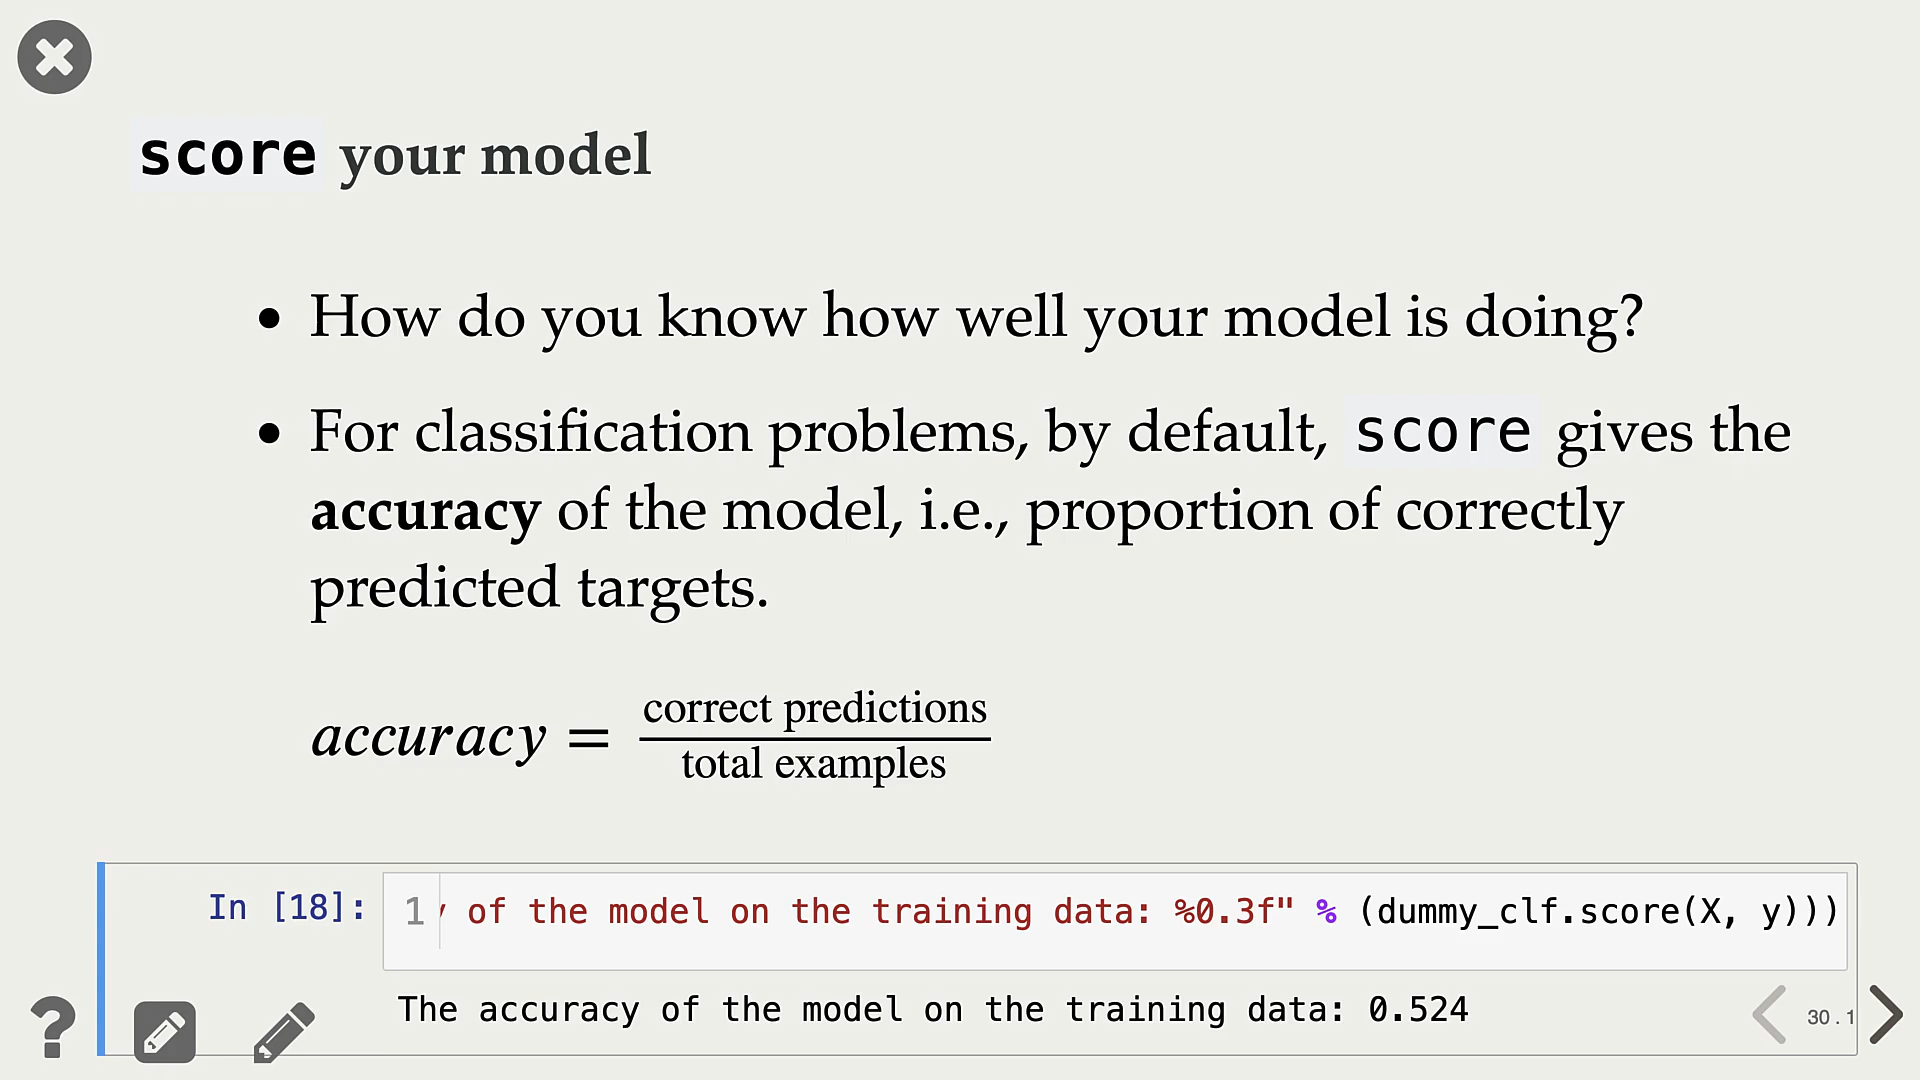 score your model
• How do you know how well your model is doing?
• For classification problems, by default, score gives the
accuracy of the model, i.e., proportion of correctly
predicted targets.
accuracy = correct predictions / total examples
In [18]: 1 of the model on the training data: %0.3f" % (dummy_clf.score(X, y)))
The accuracy of the model on the training data: 0.524
30 . 1